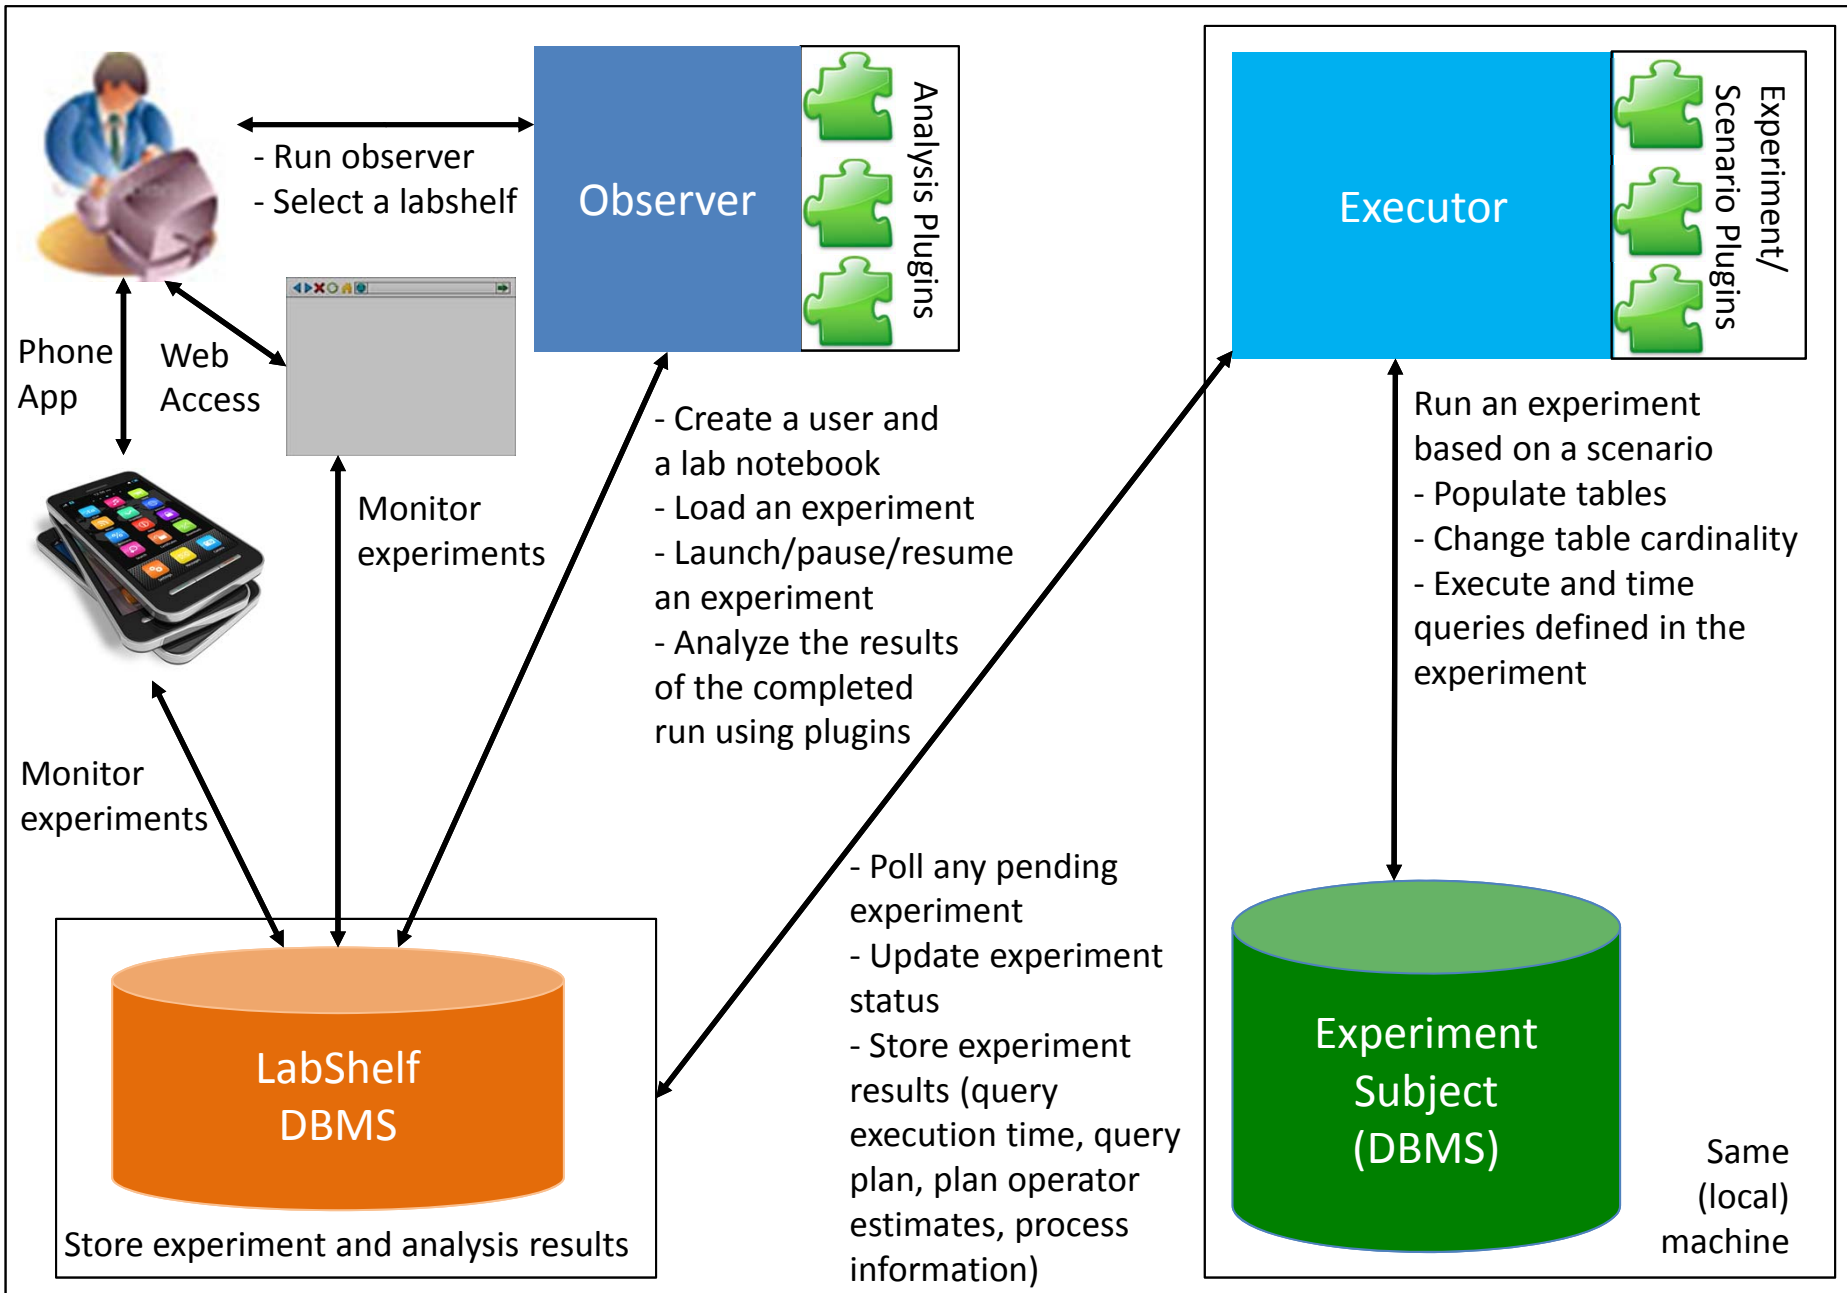 - Run observer
- Select a labshelf
Observer
Analysis Plugins
Executor
Experiment/
Scenario Plugins
Phone
App
Web
Access
Monitor
experiments
- Create a user and
a lab notebook
- Load an experiment
- Launch/pause/resume
an experiment
- Analyze the results
of the completed
run using plugins
Run an experiment
based on a scenario
- Populate tables
- Change table cardinality
- Execute and time
queries defined in the
experiment
Monitor
experiments
- Poll any pending
experiment
- Update experiment
status
- Store experiment
results (query
execution time, query
plan, plan operator
estimates, process
information)
LabShelf
DBMS
Store experiment and analysis results
Experiment
Subject
(DBMS)
Same
(local)
machine